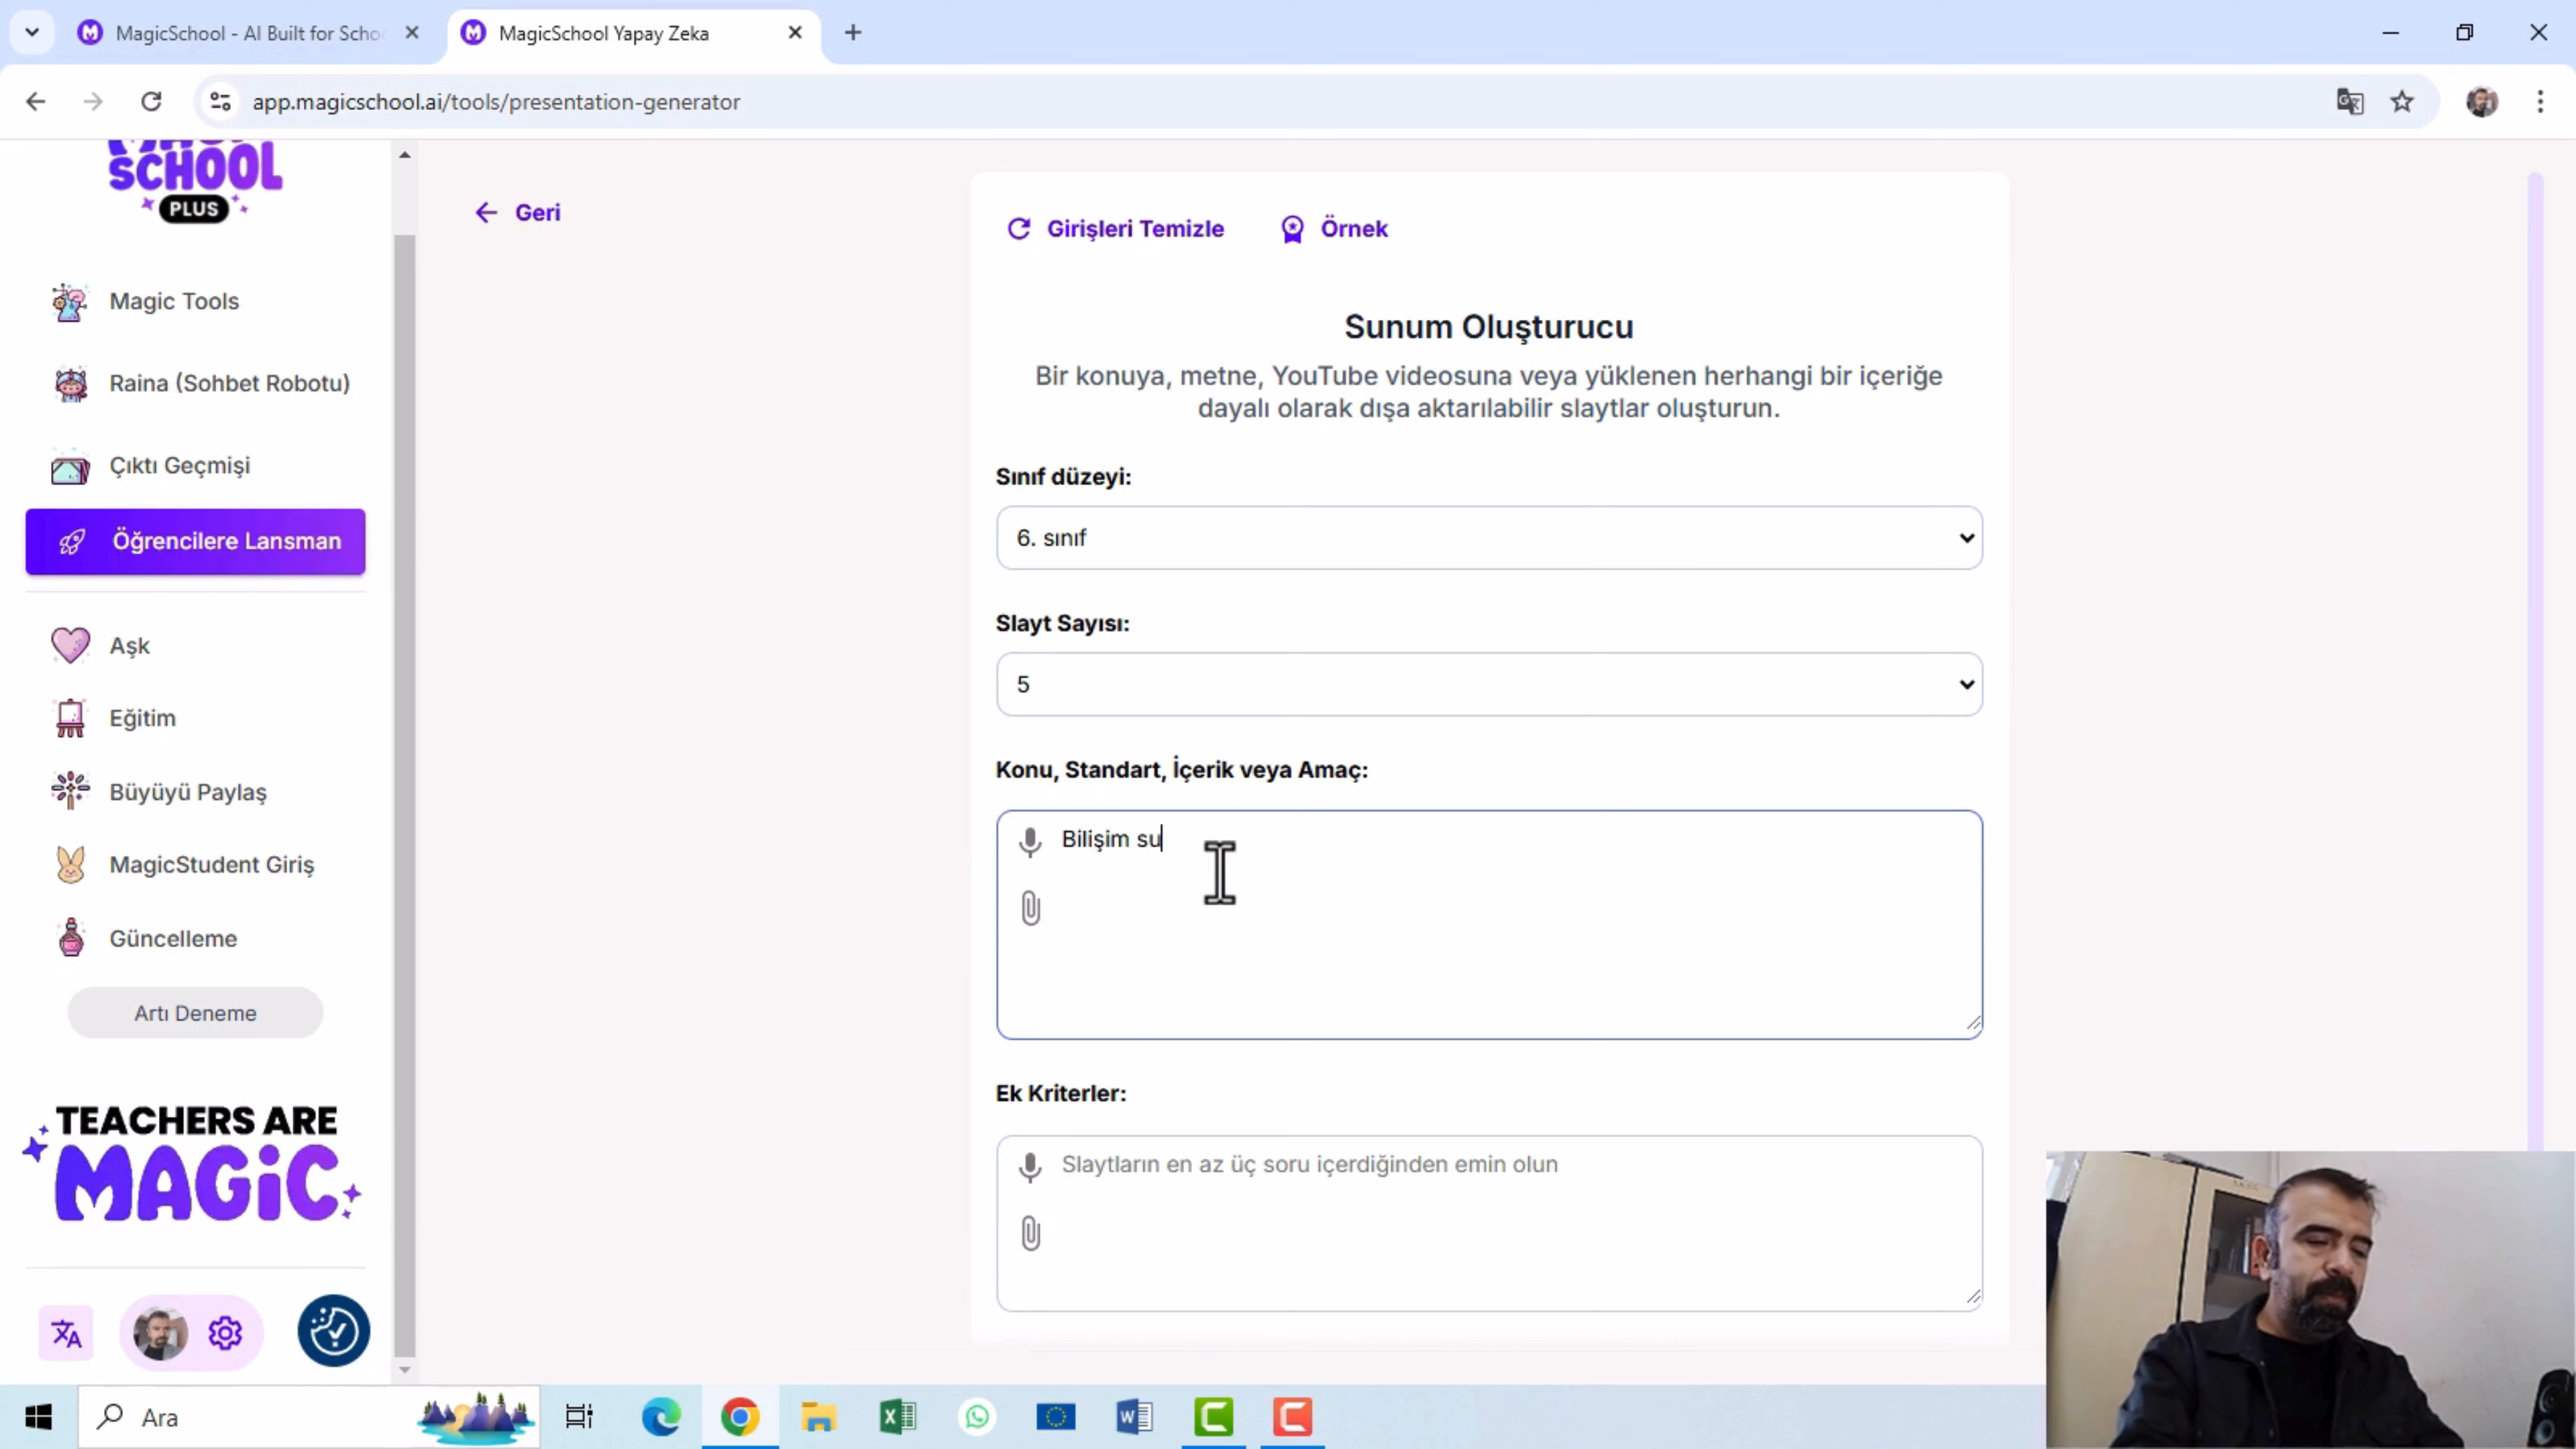 MagicSchool - AI Built for Scho
MagicSchool Yapay Zeka
app.magicschool.ai/tools/presentation-generator
SCHOOL
PLUS
Magic Tools
Raina (Sohbet Robotu)
Çıktı Geçmişi
Öğrencilere Lansman
Aşk
Eğitim
Büyüyü Paylaş
MagicStudent Giriş
Güncelleme
Artı Deneme
TEACHERS ARE
MAGiC
Geri
Girişleri Temizle
Örnek
Sunum Oluşturucu
Bir konuya, metne, YouTube videosuna veya yüklenen herhangi bir içeriğe
dayalı olarak dışa aktarılabilir slaytlar oluşturun.
Sınıf düzeyi:
6. sınıf
Slayt Sayısı:
5
Konu, Standart, İçerik veya Amaç:
Bilişim su
Ek Kriterler:
Slaytların en az üç soru içerdiğinden emin olun
Ara